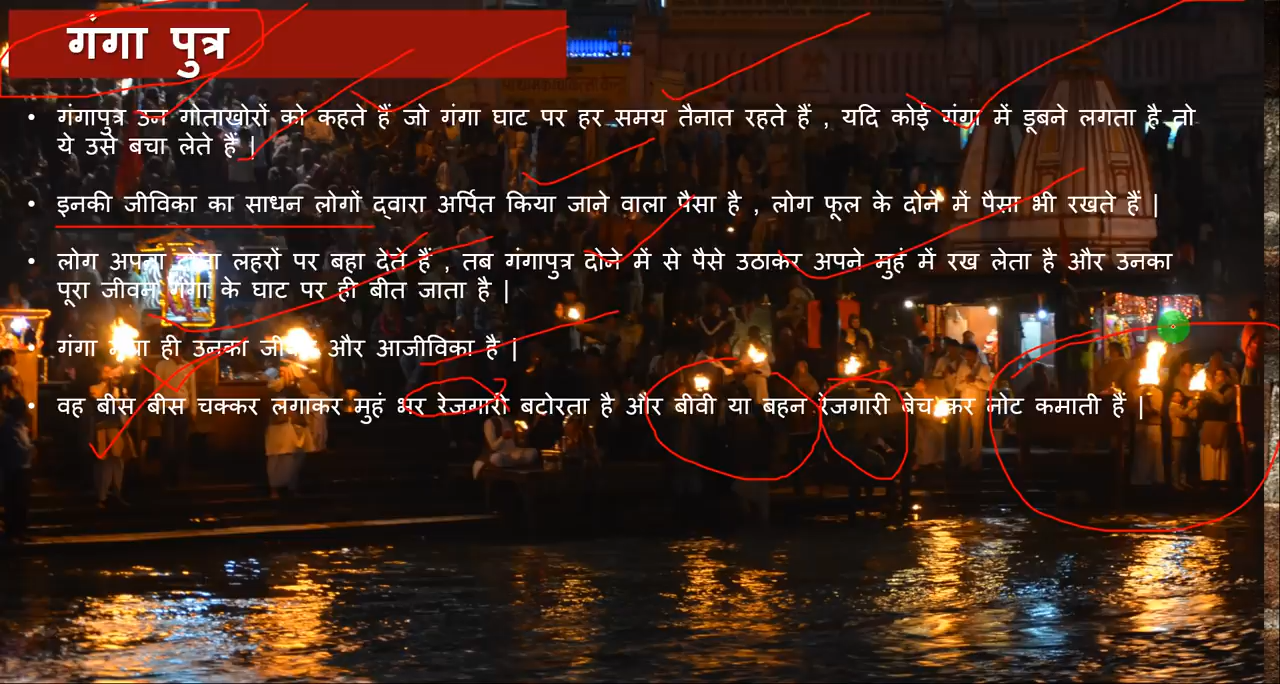 गंगा पुत्र
• गंगापुत्र उन गोताखोरों को कहते हैं जो गंगा घाट पर हर समय तैनात रहते हैं , यदि कोई गंगा में डूबने लगता है तो
ये उसे बचा लेते हैं |
• इनकी जीविका का साधन लोगों द्वारा अर्पित किया जाने वाला पैसा है , लोग फूल के दोने में पैसा भी रखते हैं |
• लोग अपना दोना लहरों पर बहा देते हैं , तब गंगापुत्र दोने में से पैसे उठाकर अपने मुहं में रख लेता है और उनका
पूरा जीवन गंगा के घाट पर ही बीत जाता है |
• गंगा मैया ही उनका जीवन और आजीविका है |
• वह बीस बीस चक्कर लगाकर मुहं भर रेजगारी बटोरता है और बीवी या बहन रेजगारी बेच कर नोट कमाती हैं |